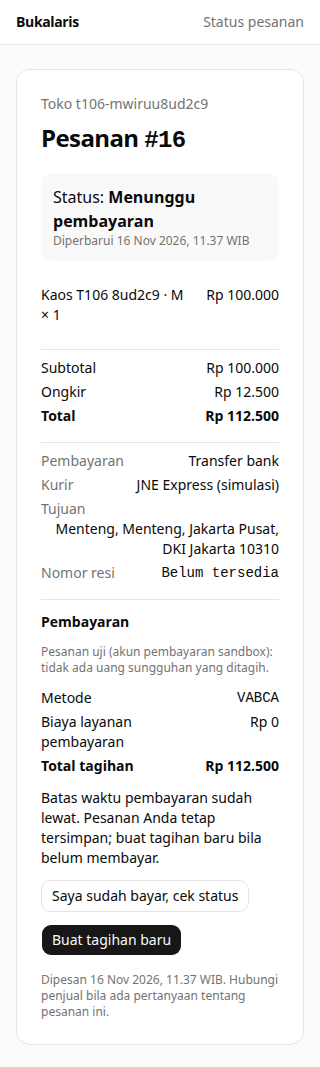 Bukalaris
Status pesanan
Toko t106-mwiruu8ud2c9
Pesanan #16
Status: Menunggu
pembayaran
Diperbarui 16 Nov 2026, 11.37 WIB
Kaos T106 8ud2c9 · M
× 1
Rp 100.000
Subtotal Rp 100.000
Ongkir Rp 12.500
Total Rp 112.500
Pembayaran Transfer bank
Kurir JNE Express (simulasi)
Tujuan
Menteng, Menteng, Jakarta Pusat,
DKI Jakarta 10310
Nomor resi Belum tersedia
Pembayaran
Pesanan uji (akun pembayaran sandbox):
tidak ada uang sungguhan yang ditagih.
Metode VABCA
Biaya layanan
pembayaran
Rp 0
Total tagihan Rp 112.500
Batas waktu pembayaran sudah
lewat. Pesanan Anda tetap
tersimpan; buat tagihan baru bila
belum membayar.
Saya sudah bayar, cek status
Buat tagihan baru
Dipesan 16 Nov 2026, 11.37 WIB. Hubungi
penjual bila ada pertanyaan tentang
pesanan ini.